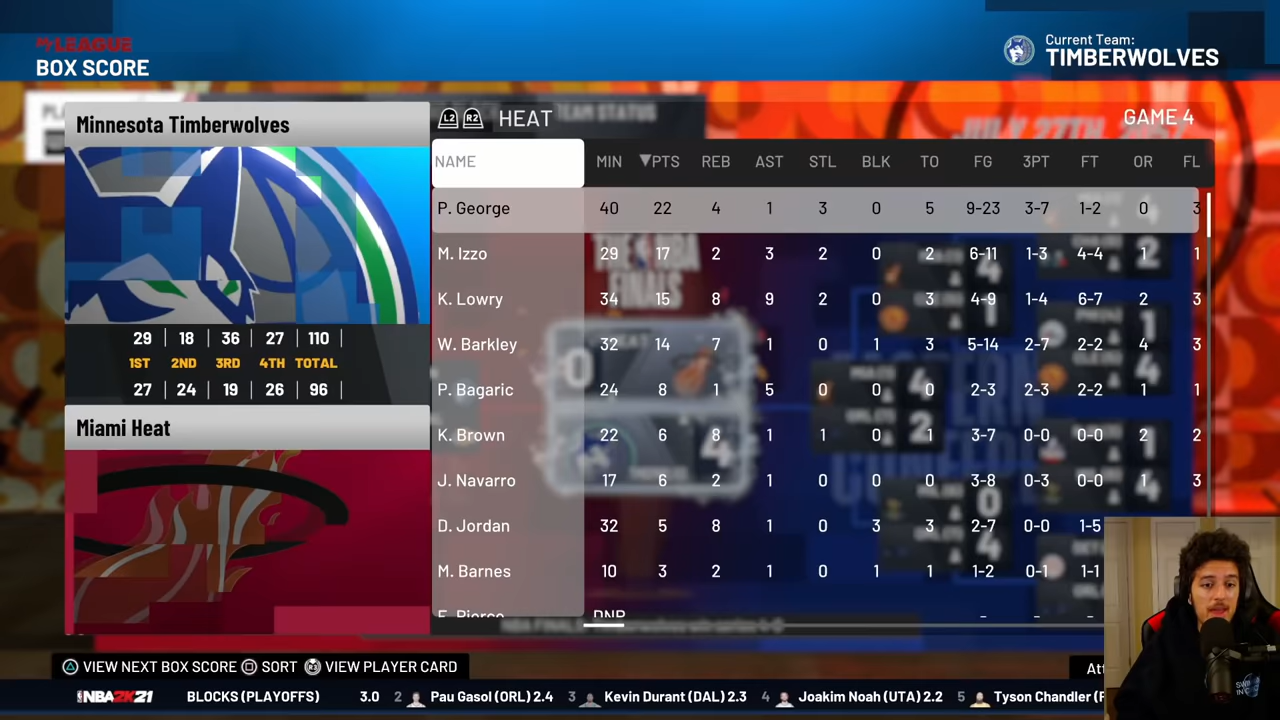 MyLEAGUE
BOX SCORE
Current Team:
TIMBERWOLVES
Minnesota Timberwolves
29 | 18 | 36 | 27 | 110 |
1ST 2ND 3RD 4TH TOTAL
27 | 24 | 19 | 26 | 96 |
Miami Heat
L2 R2 HEAT
TEAM STATUS
GAME 4
NAME MIN ▼PTS REB AST STL BLK TO FG 3PT FT OR FL
P. George 40 22 4 1 3 0 5 9-23 3-7 1-2 0 3
M. Izzo 29 17 2 3 2 0 2 6-11 1-3 4-4 1 1
K. Lowry 34 15 8 9 2 0 3 4-9 1-4 6-7 2 3
W. Barkley 32 14 7 1 0 1 3 5-14 2-7 2-2 4 3
P. Bagaric 24 8 1 5 0 0 0 2-3 2-3 2-2 1 1
K. Brown 22 6 8 1 1 0 1 3-7 0-0 0-0 2 2
J. Navarro 17 6 2 1 0 0 0 3-8 0-3 0-0 1 3
D. Jordan 32 5 8 1 0 3 3 2-7 0-0 1-5
M. Barnes 10 3 2 1 0 1 1 1-2 0-1 1-1
E. Pierce DNP - - -
VIEW NEXT BOX SCORE SORT R3 VIEW PLAYER CARD
NBA 2K21 BLOCKS (PLAYOFFS) 3.0 2 Pau Gasol (ORL) 2.4 3 Kevin Durant (DAL) 2.3 4 Joakim Noah (UTA) 2.2 5 Tyson Chandler (